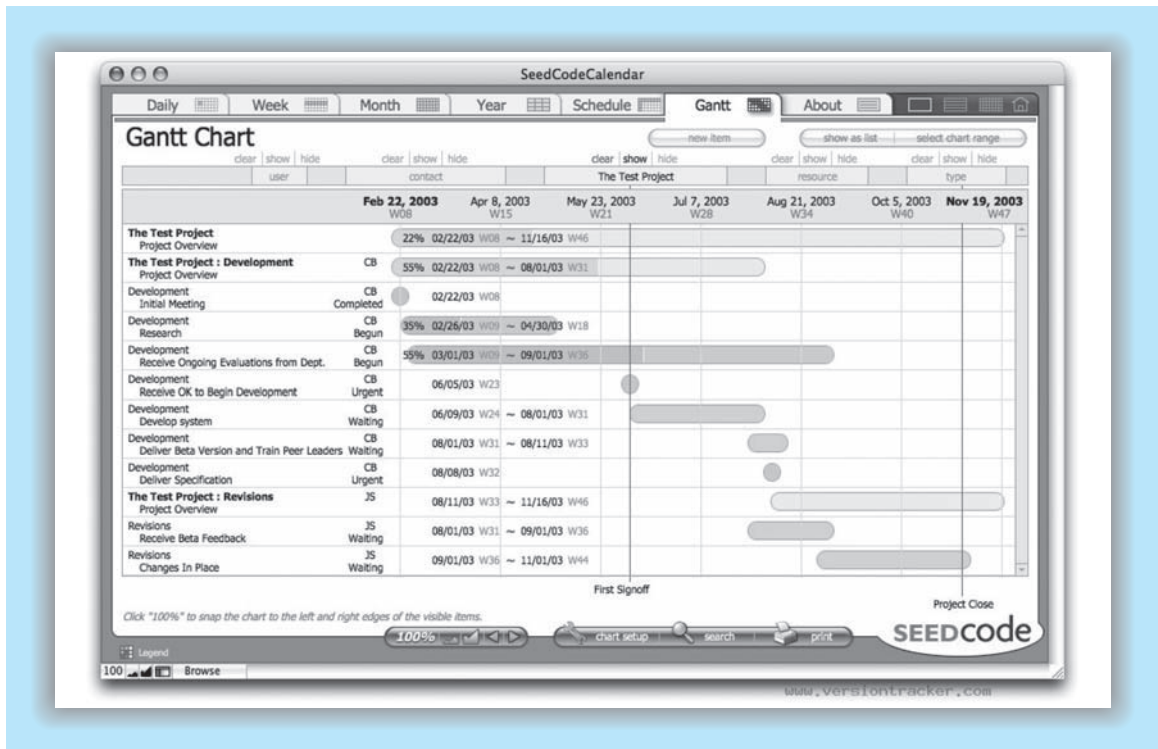 SeedCodeCalendar
Daily Week Month Year Schedule Gantt About
Gantt Chart
new item show as list select chart range
clear show hide clear show hide clear show hide clear show hide clear show hide
user contact The Test Project resource type
Feb 22, 2003 Apr 8, 2003 May 23, 2003 Jul 7, 2003 Aug 21, 2003 Oct 5, 2003 Nov 19, 2003
W08 W15 W21 W28 W34 W40 W47
The Test Project
Project Overview
22% 02/22/03 W08 ~ 11/16/03 W46
The Test Project : Development CB
Project Overview
55% 02/22/03 W08 ~ 08/01/03 W31
Development CB
Initial Meeting Completed
02/22/03 W08
Development CB
Research Begun
35% 02/26/03 W09 ~ 04/30/03 W18
Development CB
Receive Ongoing Evaluations from Dept. Begun
55% 03/01/03 W09 ~ 09/01/03 W36
Development CB
Receive OK to Begin Development Urgent
06/05/03 W23
Development CB
Develop system Waiting
06/09/03 W24 ~ 08/01/03 W31
Development CB
Deliver Beta Version and Train Peer Leaders Waiting
08/01/03 W31 ~ 08/11/03 W33
Development CB
Deliver Specification Urgent
08/08/03 W32
The Test Project : Revisions JS
Project Overview
08/11/03 W33 ~ 11/16/03 W46
Revisions JS
Receive Beta Feedback Waiting
08/01/03 W31 ~ 09/01/03 W36
Revisions JS
Changes In Place Waiting
09/01/03 W36 ~ 11/01/03 W44
First Signoff
Project Close
Click "100%" to snap the chart to the left and right edges of the visible items.
100% chart setup search print
SEEDCode
Legend
100 Browse
www.versiontracker.com